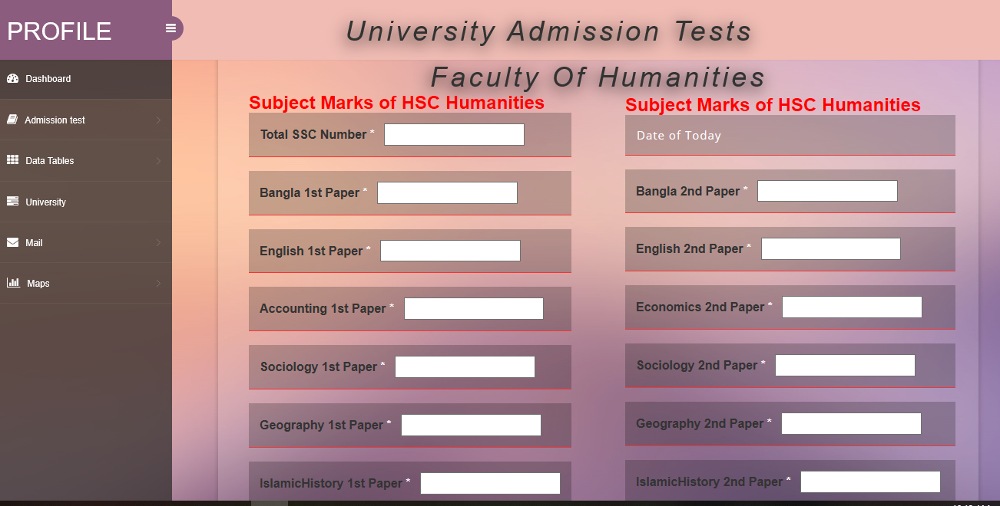 PROFILE
University Admission Tests
Dashboard
Admission test
Data Tables
University
Mail
Maps
Faculty Of Humanities
Subject Marks of HSC Humanities
Total SSC Number *
Bangla 1st Paper *
English 1st Paper *
Accounting 1st Paper *
Sociology 1st Paper *
Geography 1st Paper *
IslamicHistory 1st Paper *
Subject Marks of HSC Humanities
Date of Today
Bangla 2nd Paper *
English 2nd Paper *
Economics 2nd Paper *
Sociology 2nd Paper *
Geography 2nd Paper *
IslamicHistory 2nd Paper *